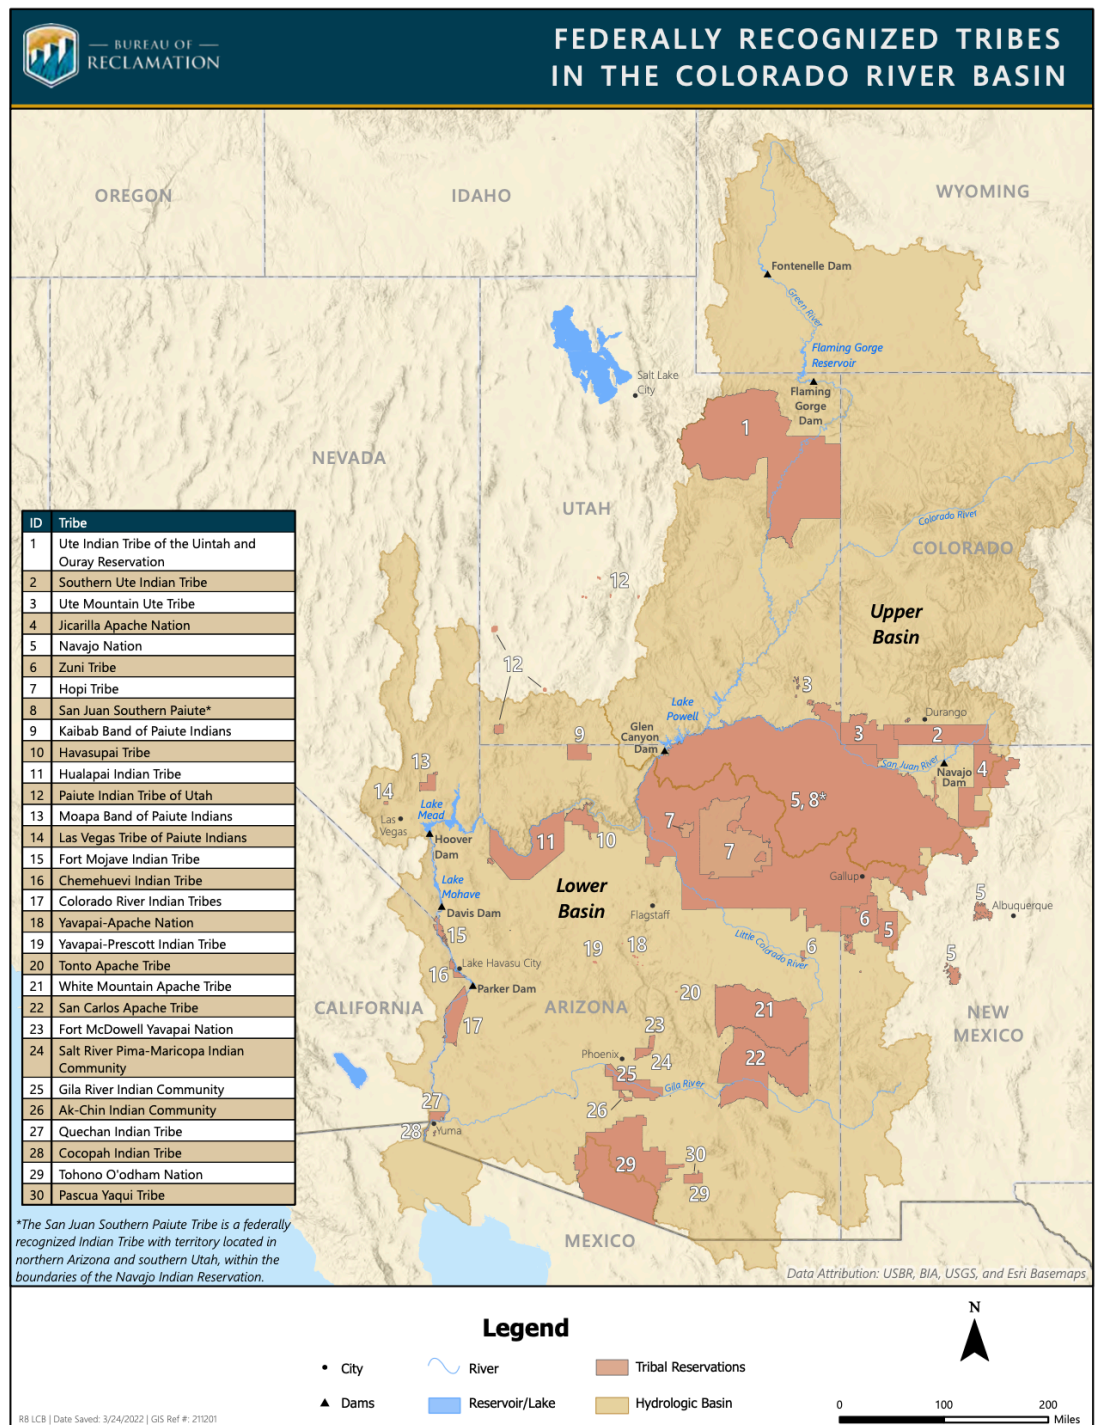 BUREAU OF
RECLAMATION
FEDERALLY RECOGNIZED TRIBES
IN THE COLORADO RIVER BASIN
OREGON
IDAHO
WYOMING
Fontenelle Dam
Green River
Flaming Gorge
Reservoir
Salt Lake
City
Flaming
Gorge
Dam
1
NEVADA
UTAH
Colorado River
COLORADO
12
Upper
Basin
12
3
Lake
Powell
Durango
Glen
Canyon
Dam
9
3
2
San Juan River
Navajo
Dam
4
13
14
5, 8*
Lake
Mead
Las
Vegas
Hoover
Dam
11
10
7
7
Lake
Mohave
Lower
Basin
Gallup
Davis Dam
Flagstaff
5
Albuquerque
6
5
15
19
18
Little Colorado River
6
5
16
Lake Havasu City
Parker Dam
20
CALIFORNIA
ARIZONA
21
NEW
MEXICO
17
23
Phoenix
24
22
25
Gila River
26
27
28
Yuma
30
29
29
MEXICO
ID Tribe
1 Ute Indian Tribe of the Uintah and
Ouray Reservation
2 Southern Ute Indian Tribe
3 Ute Mountain Ute Tribe
4 Jicarilla Apache Nation
5 Navajo Nation
6 Zuni Tribe
7 Hopi Tribe
8 San Juan Southern Paiute*
9 Kaibab Band of Paiute Indians
10 Havasupai Tribe
11 Hualapai Indian Tribe
12 Paiute Indian Tribe of Utah
13 Moapa Band of Paiute Indians
14 Las Vegas Tribe of Paiute Indians
15 Fort Mojave Indian Tribe
16 Chemehuevi Indian Tribe
17 Colorado River Indian Tribes
18 Yavapai-Apache Nation
19 Yavapai-Prescott Indian Tribe
20 Tonto Apache Tribe
21 White Mountain Apache Tribe
22 San Carlos Apache Tribe
23 Fort McDowell Yavapai Nation
24 Salt River Pima-Maricopa Indian
Community
25 Gila River Indian Community
26 Ak-Chin Indian Community
27 Quechan Indian Tribe
28 Cocopah Indian Tribe
29 Tohono O'odham Nation
30 Pascua Yaqui Tribe
*The San Juan Southern Paiute Tribe is a federally
recognized Indian Tribe with territory located in
northern Arizona and southern Utah, within the
boundaries of the Navajo Indian Reservation.
Data Attribution: USBR, BIA, USGS, and Esri Basemaps
Legend
City
River
Tribal Reservations
Dams
Reservoir/Lake
Hydrologic Basin
N
0 100 200
Miles
R8 LCB | Date Saved: 3/24/2022 | GIS Ref #: 211201